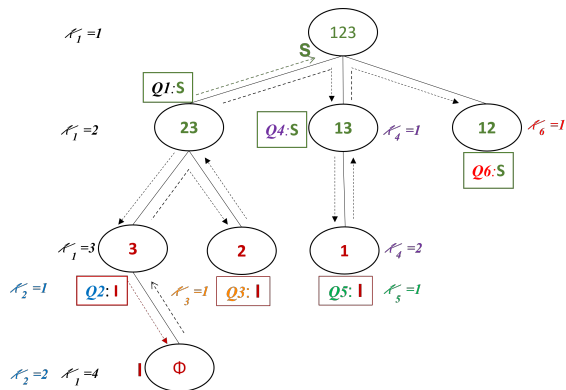 𝓀₁=1
123
S
Q1:S
𝓀₁=2
23
Q4:S
13
𝓀₄=1
12
𝓀₆=1
Q6:S
𝓀₁=3
3
2
1
𝓀₄=2
𝓀₂=1
Q2: I
𝓀₃=1
Q3: I
Q5: I
𝓀₅=1
𝓀₂=2
𝓀₁=4
I
Φ